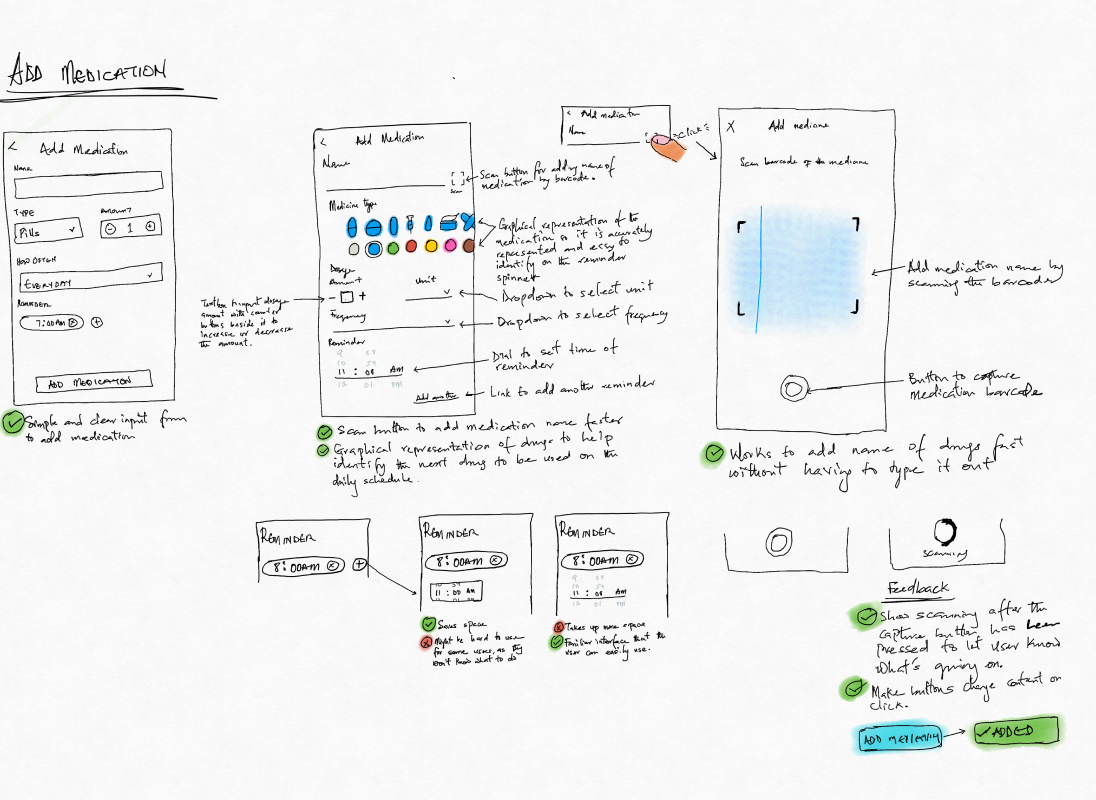 ADD MEDICATION
< Add Medication
Name
TYPE
Pills
AMOUNT
1
HOW OFTEN
EVERYDAY
REMINDER
7:00AM
ADD MEDICATION
Simple and clear input form
to add medication
< Add Medication
Name
Scan
Scan button for adding name of
medication by barcode.
Medicine type
Graphical representation of the
medication so it is accurately
represented and easy to
identify on the reminder
Dosage
Amount
Unit
- +
Textbox to input dosage
amount with counter
buttons beside it to
increase or decrease
the amount.
Dropdown to select unit
Frequency
Dropdown to select frequency
Reminder
9 58
10 59
11 : 00 AM
12 01 PM
Dial to set time of
reminder
Add another
Link to add another reminder
Scan button to add medication name faster
Graphical representation of drugs to help
identify the next drug to be used on the
daily schedule.
< Add medication
Name
click
X Add medicine
Scan barcode of the medicine
Add medication name by
scanning the barcode
Button to capture
medication barcode
Works to add name of drugs fast
without having to type it out
REMINDER
8:00AM
REMINDER
8:00AM
10 59
11 : 00 AM
Saves space
Might be hard to use
for some users, as they
don't know what to do
REMINDER
8:00AM
9 58
10 59
11 : 00 AM
12 01 PM
Takes up more space
Familiar interface that the
user can easily use.
scanning
Feedback
Show scanning after the
capture button has been
pressed to let user know
what's going on.
Make buttons change content on
click.
ADD
ADDED